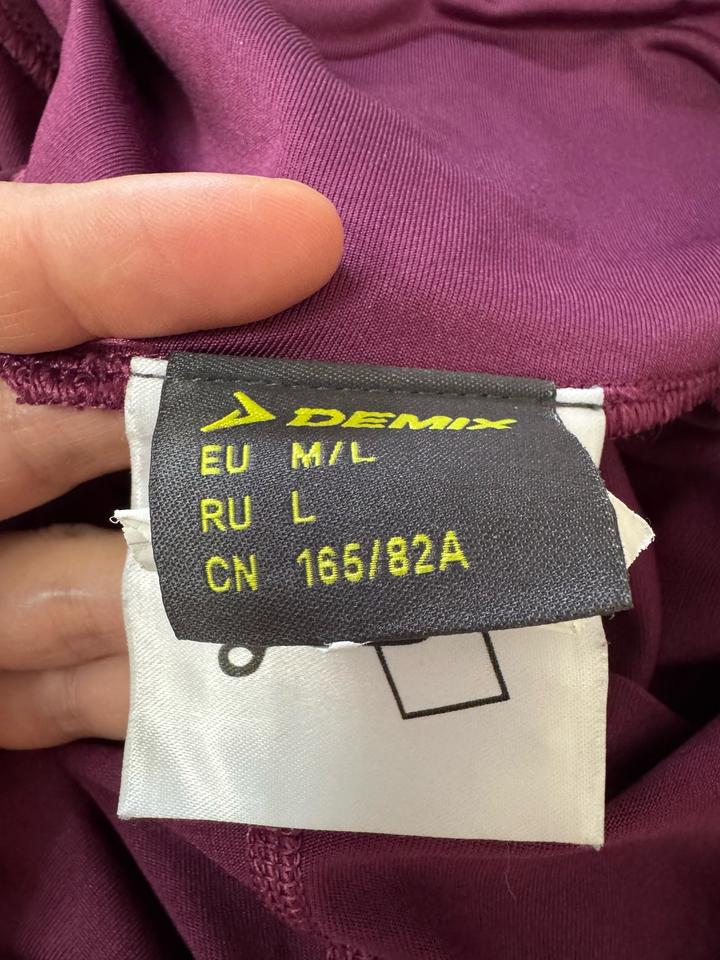 DEMIX
EU M/L
RU L
CN 165/82A